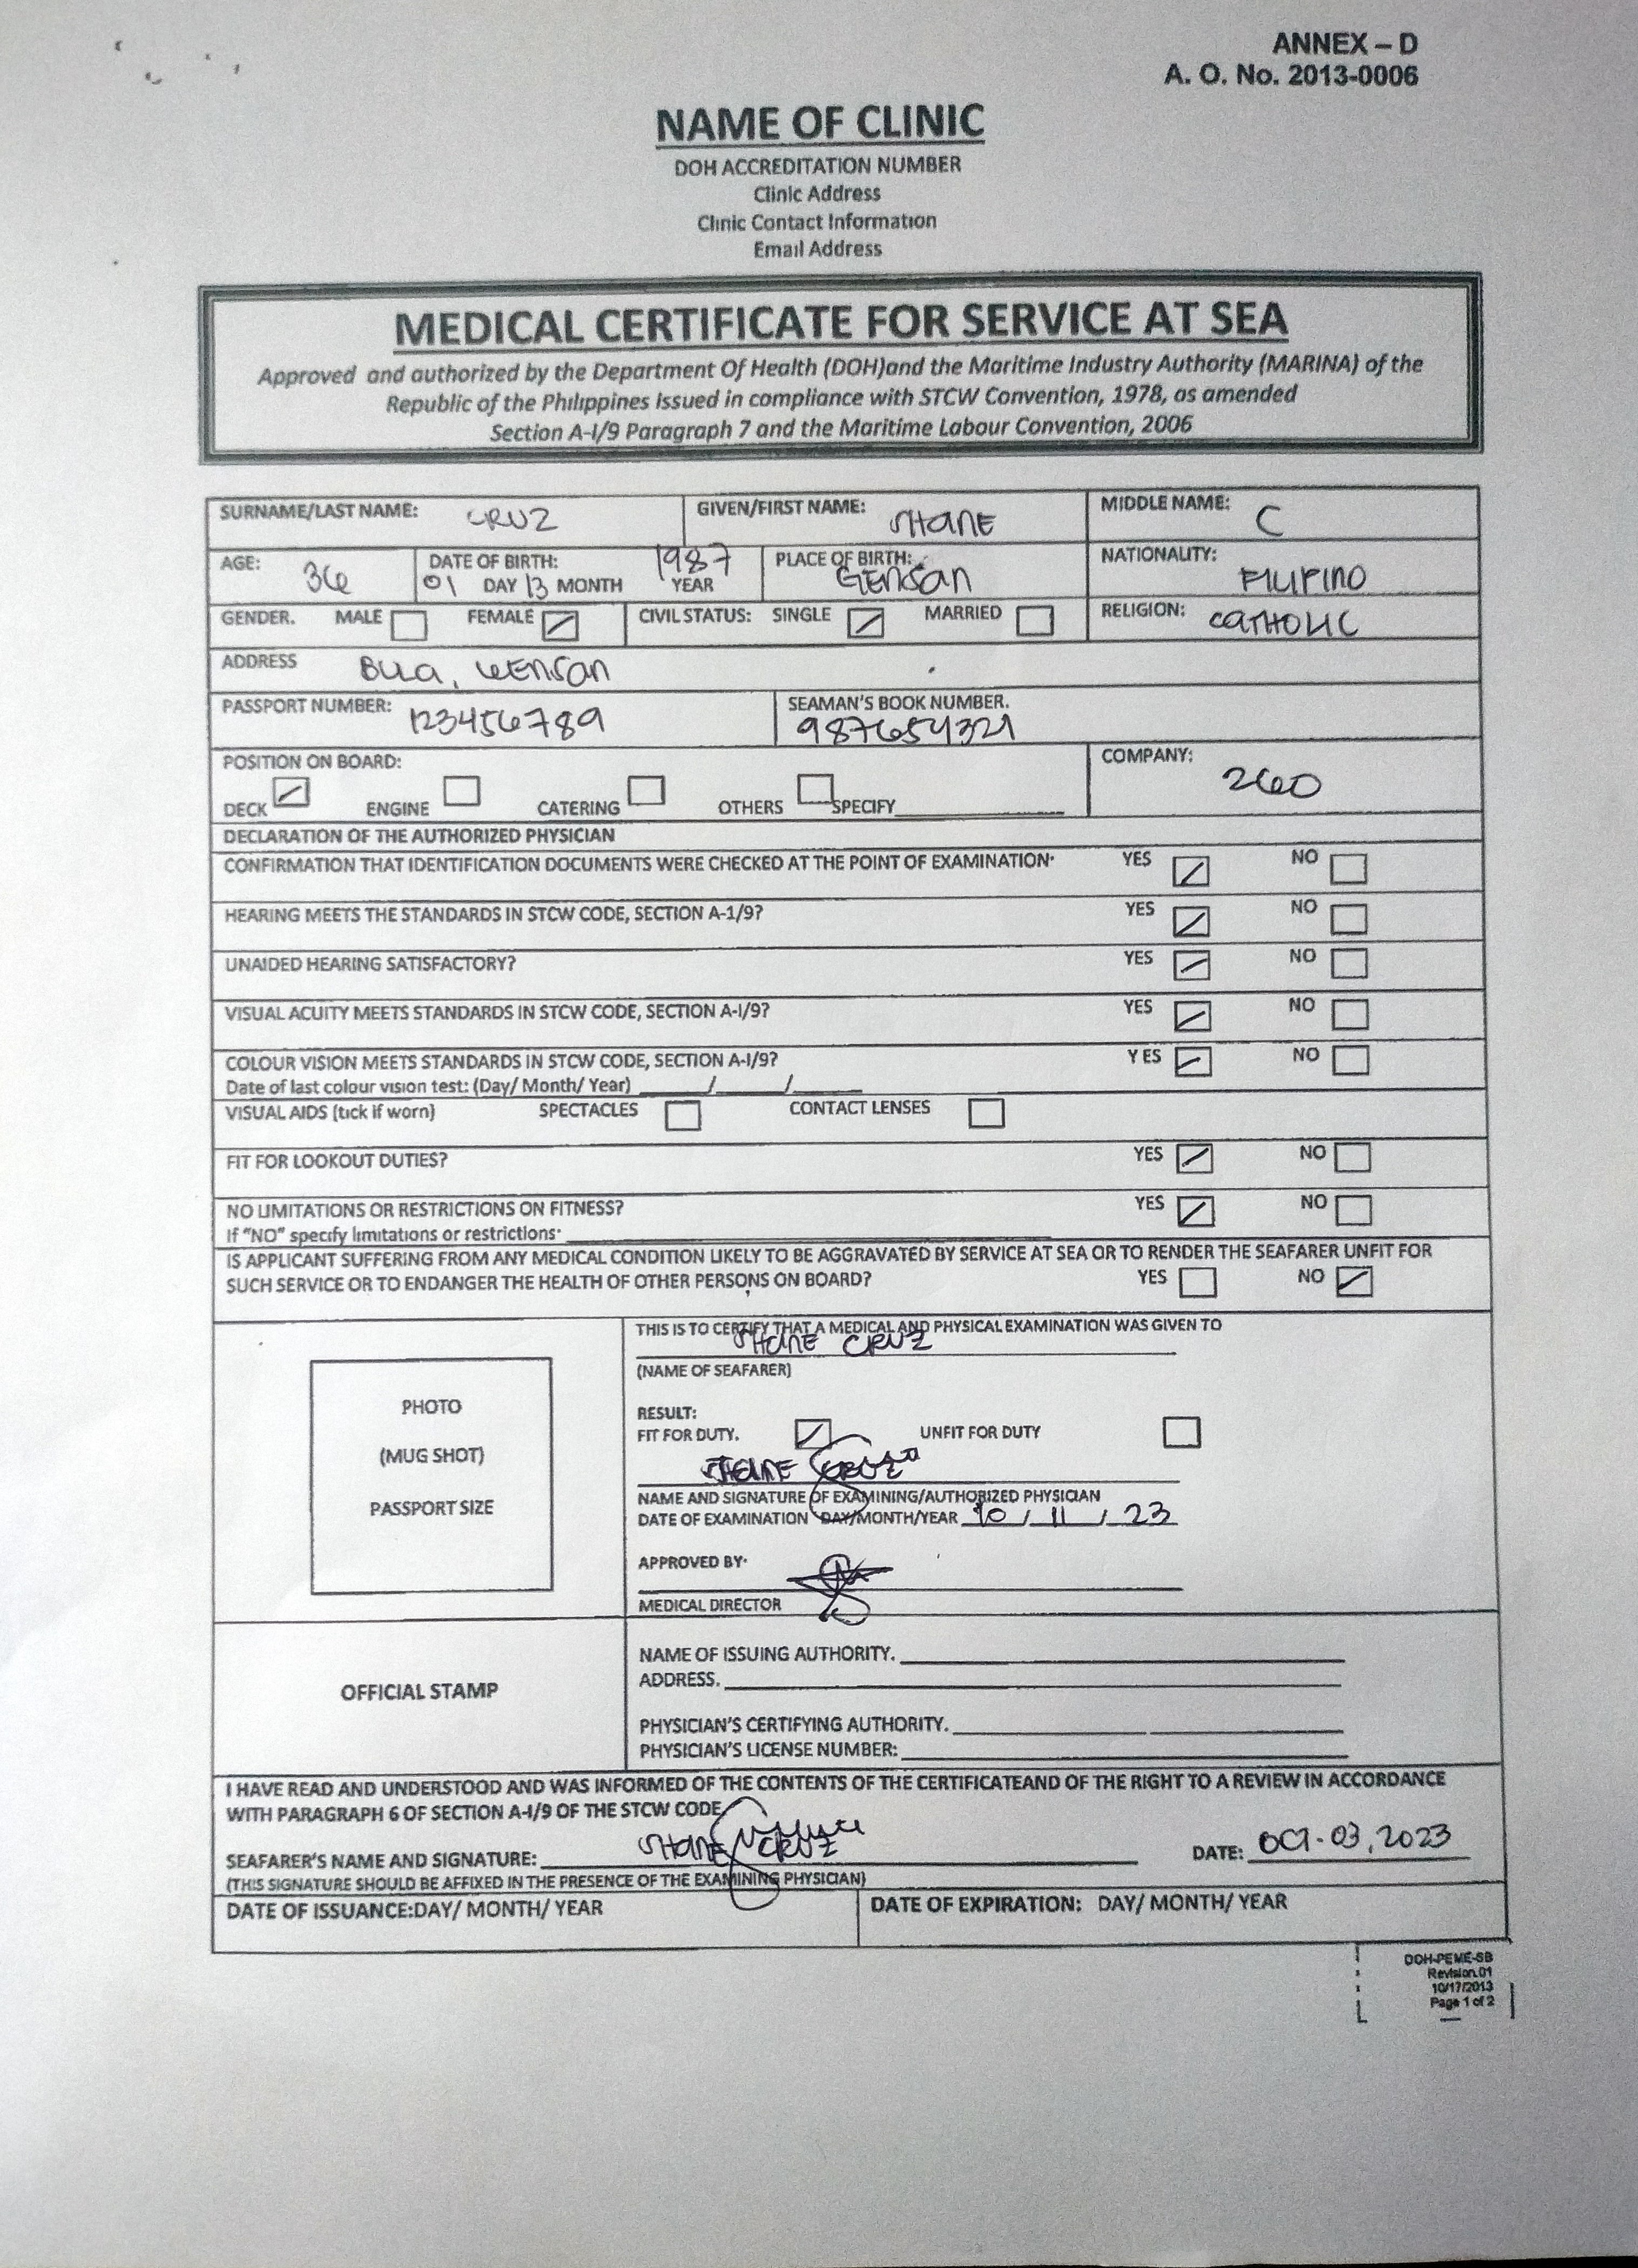 ANNEX – D
A. O. No. 2013-0006
NAME OF CLINIC
DOH ACCREDITATION NUMBER
Clinic Address
Clinic Contact Information
Email Address
MEDICAL CERTIFICATE FOR SERVICE AT SEA
Approved and authorized by the Department Of Health (DOH)and the Maritime Industry Authority (MARINA) of the
Republic of the Philippines Issued in compliance with STCW Convention, 1978, as amended
Section A-I/9 Paragraph 7 and the Maritime Labour Convention, 2006
SURNAME/LAST NAME: CRUZ GIVEN/FIRST NAME: SHANE MIDDLE NAME: C
AGE: 36 DATE OF BIRTH: 01 DAY 13 MONTH 1987 YEAR PLACE OF BIRTH: GENSAN NATIONALITY: FILIPINO
GENDER. MALE FEMALE CIVIL STATUS: SINGLE MARRIED RELIGION: CATHOLIC
ADDRESS BULA, GENSAN
PASSPORT NUMBER: 123456789 SEAMAN'S BOOK NUMBER. 987654321
POSITION ON BOARD: COMPANY: 260
DECK ENGINE CATERING OTHERS SPECIFY
DECLARATION OF THE AUTHORIZED PHYSICIAN
CONFIRMATION THAT IDENTIFICATION DOCUMENTS WERE CHECKED AT THE POINT OF EXAMINATION· YES NO
HEARING MEETS THE STANDARDS IN STCW CODE, SECTION A-1/9? YES NO
UNAIDED HEARING SATISFACTORY? YES NO
VISUAL ACUITY MEETS STANDARDS IN STCW CODE, SECTION A-I/9? YES NO
COLOUR VISION MEETS STANDARDS IN STCW CODE, SECTION A-I/9? YES NO
Date of last colour vision test: (Day/ Month/ Year) ____/____/____
VISUAL AIDS (tick if worn) SPECTACLES CONTACT LENSES
FIT FOR LOOKOUT DUTIES? YES NO
NO LIMITATIONS OR RESTRICTIONS ON FITNESS? YES NO
If "NO" specify limitations or restrictions·
IS APPLICANT SUFFERING FROM ANY MEDICAL CONDITION LIKELY TO BE AGGRAVATED BY SERVICE AT SEA OR TO RENDER THE SEAFARER UNFIT FOR
SUCH SERVICE OR TO ENDANGER THE HEALTH OF OTHER PERSONS ON BOARD? YES NO
THIS IS TO CERTIFY THAT A MEDICAL AND PHYSICAL EXAMINATION WAS GIVEN TO
SHANE CRUZ
(NAME OF SEAFARER)
PHOTO
(MUG SHOT)
PASSPORT SIZE
RESULT:
FIT FOR DUTY. UNFIT FOR DUTY
SHANE CRUZ
NAME AND SIGNATURE OF EXAMINING/AUTHORIZED PHYSICIAN
DATE OF EXAMINATION DAY/MONTH/YEAR 10 / 11 / 23
APPROVED BY·
MEDICAL DIRECTOR
OFFICIAL STAMP
NAME OF ISSUING AUTHORITY.
ADDRESS.
PHYSICIAN'S CERTIFYING AUTHORITY.
PHYSICIAN'S LICENSE NUMBER:
I HAVE READ AND UNDERSTOOD AND WAS INFORMED OF THE CONTENTS OF THE CERTIFICATEAND OF THE RIGHT TO A REVIEW IN ACCORDANCE
WITH PARAGRAPH 6 OF SECTION A-I/9 OF THE STCW CODE
SEAFARER'S NAME AND SIGNATURE: SHANE CRUZ DATE: OCT-03, 2023
(THIS SIGNATURE SHOULD BE AFFIXED IN THE PRESENCE OF THE EXAMINING PHYSICIAN)
DATE OF ISSUANCE:DAY/ MONTH/ YEAR DATE OF EXPIRATION: DAY/ MONTH/ YEAR
DOH-PEME-SB
Revision.01
10/17/2013
Page 1 of 2